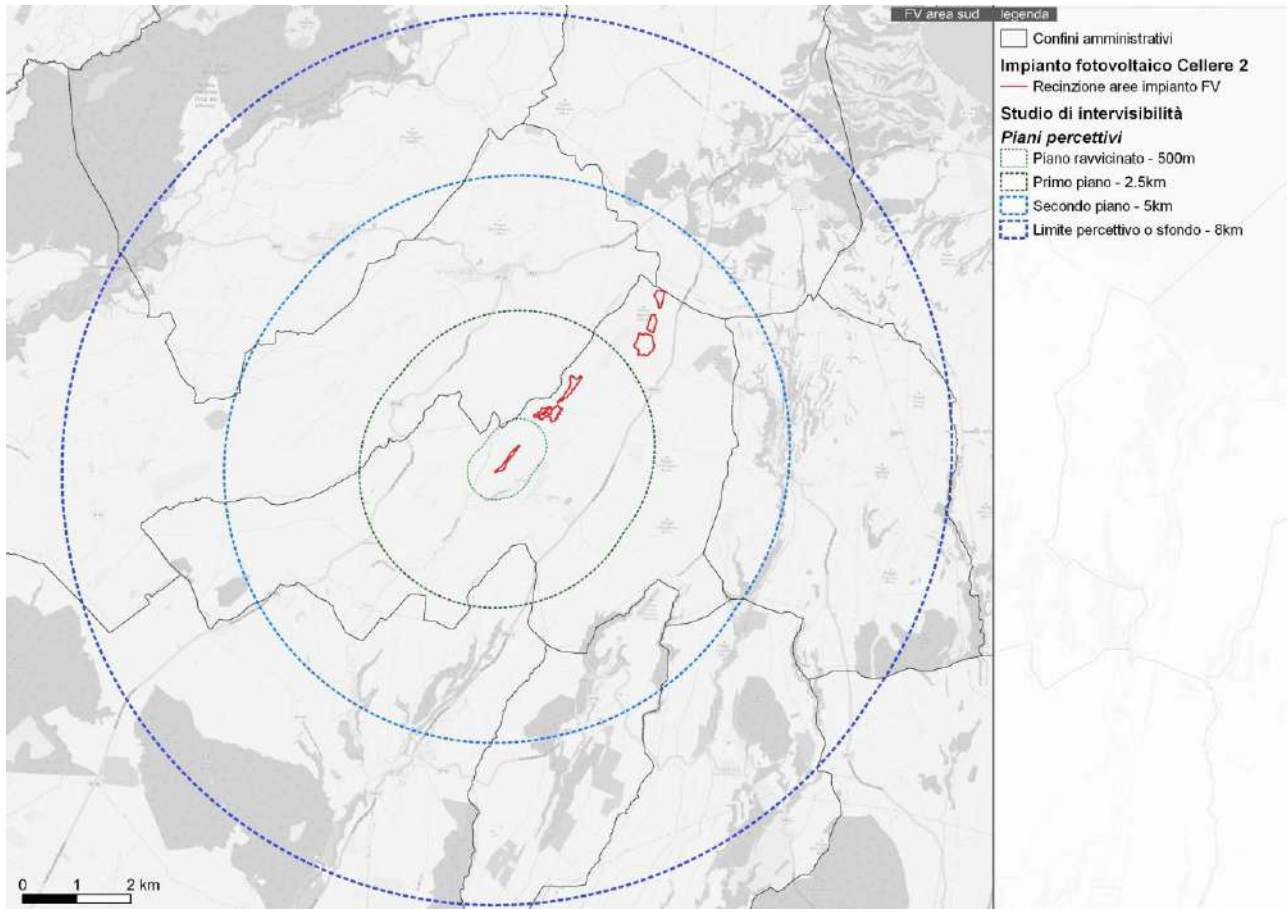 FV area sud legenda
Confini amministrativi
Impianto fotovoltaico Cellere 2
Recinzione aree impianto FV
Studio di intervisibilità
Piani percettivi
Piano ravvicinato - 500m
Primo piano - 2.5km
Secondo piano - 5km
Limite percettivo o sfondo - 8km
0 1 2 km